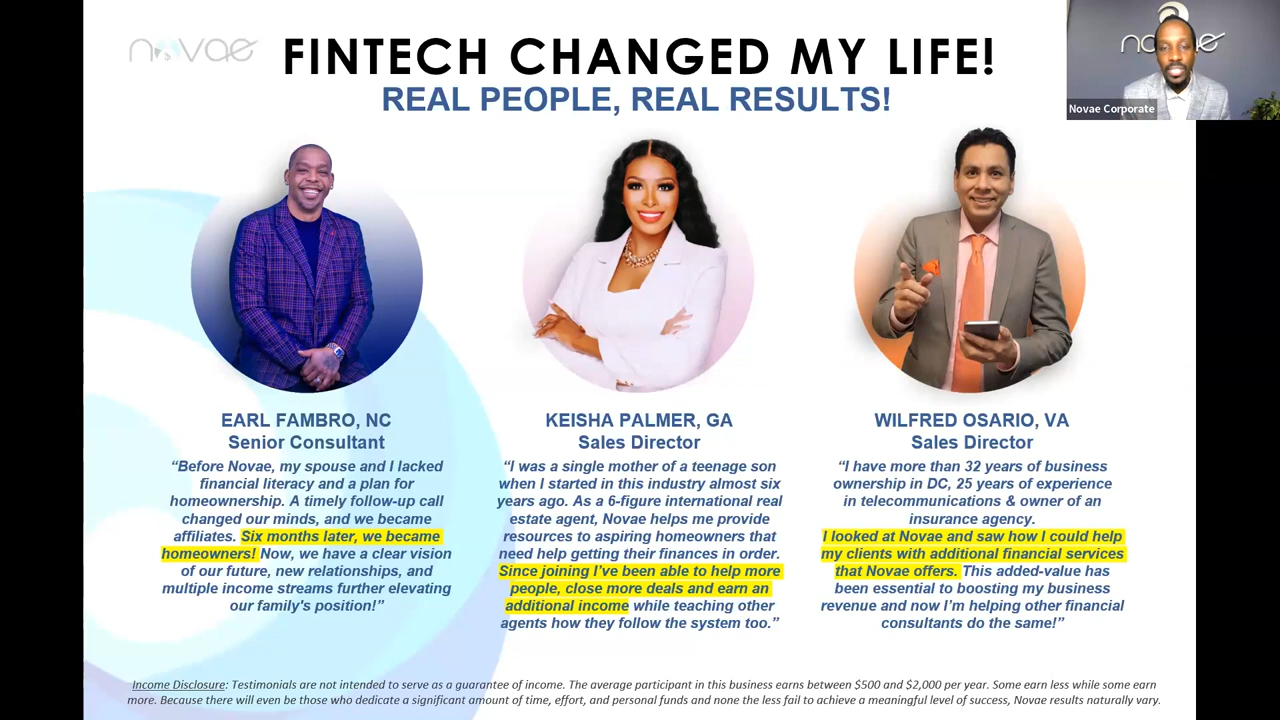 novae
FINTECH CHANGED MY LIFE!
REAL PEOPLE, REAL RESULTS!
novae
Novae Corporate
EARL FAMBRO, NC
Senior Consultant
“Before Novae, my spouse and I lacked
financial literacy and a plan for
homeownership. A timely follow-up call
changed our minds, and we became
affiliates. Six months later, we became
homeowners! Now, we have a clear vision
of our future, new relationships, and
multiple income streams further elevating
our family's position!”
KEISHA PALMER, GA
Sales Director
“I was a single mother of a teenage son
when I started in this industry almost six
years ago. As a 6-figure international real
estate agent, Novae helps me provide
resources to aspiring homeowners that
need help getting their finances in order.
Since joining I’ve been able to help more
people, close more deals and earn an
additional income while teaching other
agents how they follow the system too.”
WILFRED OSARIO, VA
Sales Director
“I have more than 32 years of business
ownership in DC, 25 years of experience
in telecommunications & owner of an
insurance agency.
I looked at Novae and saw how I could help
my clients with additional financial services
that Novae offers. This added-value has
been essential to boosting my business
revenue and now I’m helping other financial
consultants do the same!”
Income Disclosure: Testimonials are not intended to serve as a guarantee of income. The average participant in this business earns between $500 and $2,000 per year. Some earn less while some earn
more. Because there will even be those who dedicate a significant amount of time, effort, and personal funds and none the less fail to achieve a meaningful level of success, Novae results naturally vary.